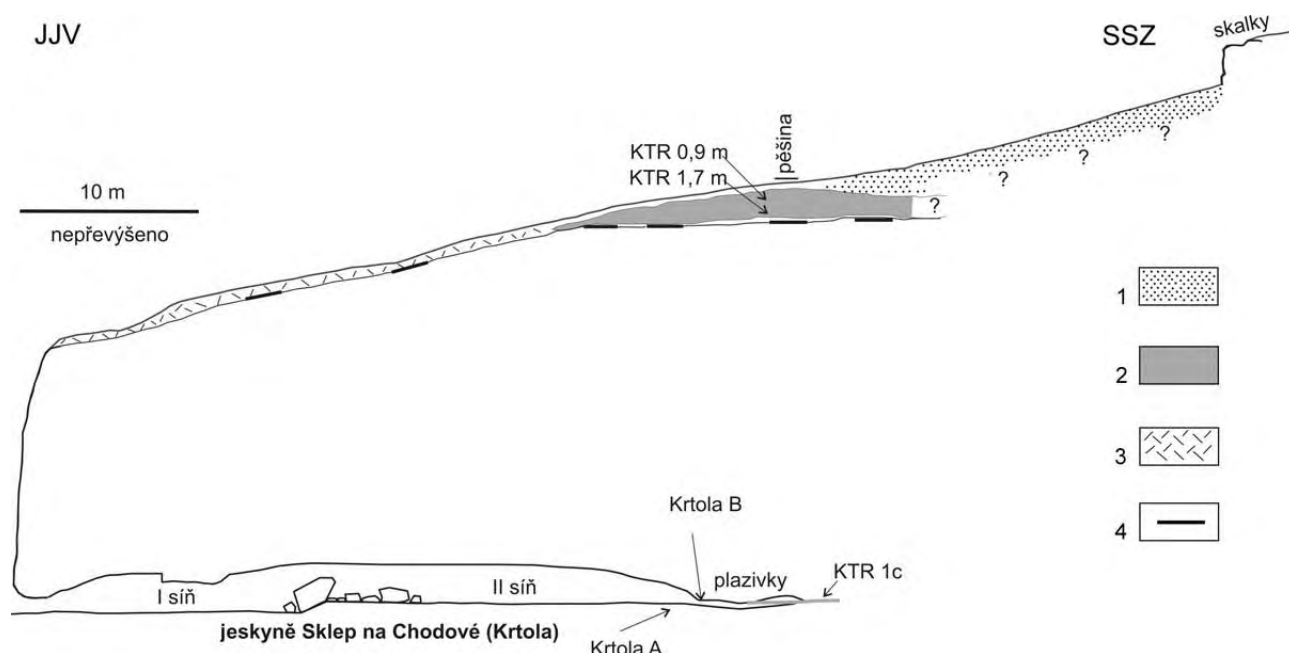 JJV
SSZ
skalky
pěšina
KTR 0,9 m
KTR 1,7 m
10 m
nepřevýšeno
?
?
?
?
1
2
3
4
Krtola B
plazivky
KTR 1c
I síň
II síň
jeskyně Sklep na Chodové (Krtola)
Krtola A